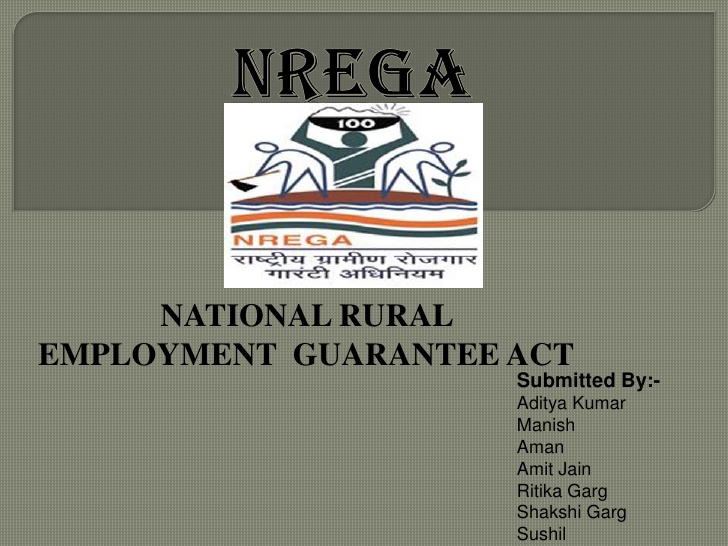 NREGA
100
NREGA
राष्ट्रीय ग्रामीण रोजगार
गारंटी अधिनियम
NATIONAL RURAL
EMPLOYMENT GUARANTEE ACT
Submitted By:-
Aditya Kumar
Manish
Aman
Amit Jain
Ritika Garg
Shakshi Garg
Sushil